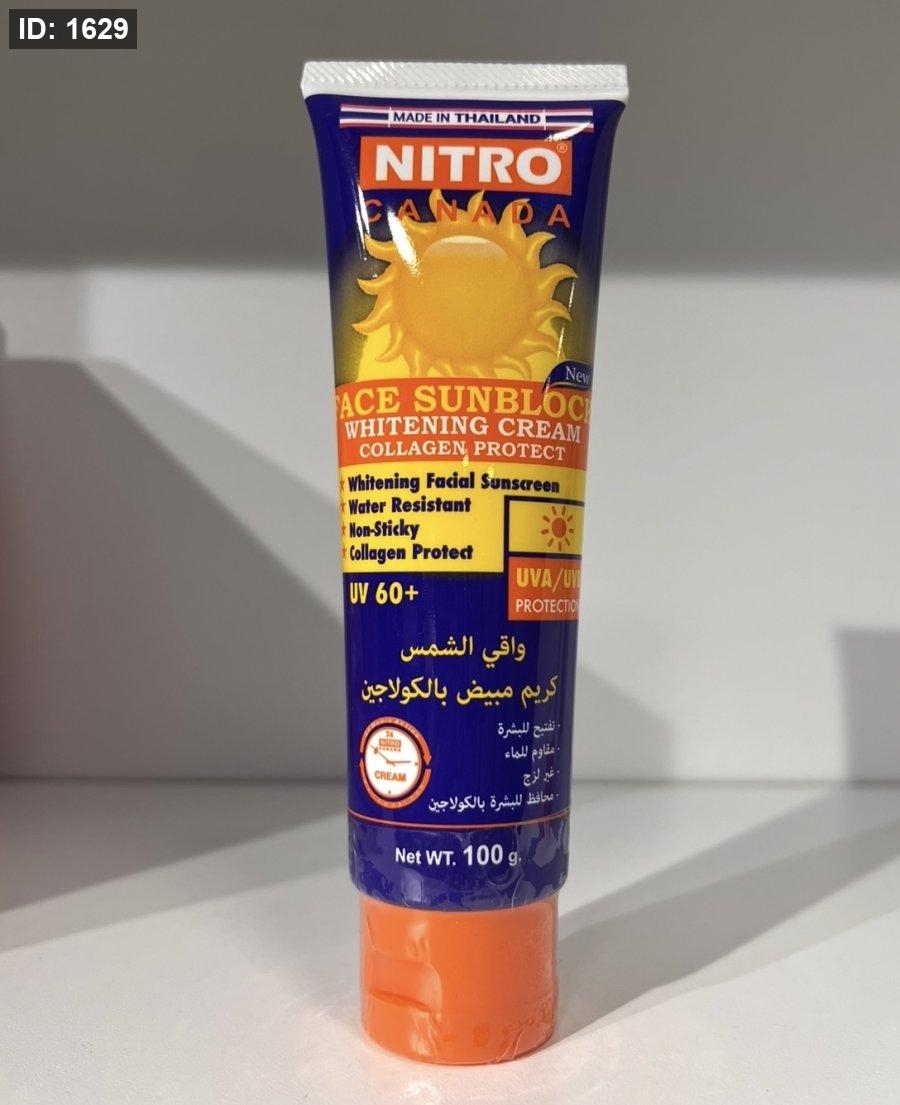 ID: 1629
MADE IN THAILAND
NITRO®
CANADA
New
FACE SUNBLOCK
WHITENING CREAM
COLLAGEN PROTECT
Whitening Facial Sunscreen
Water Resistant
Non-Sticky
Collagen Protect
UVA/UVB
PROTECTION
UV 60+
واقي الشمس
كريم مبيض بالكولاجين
- تفتيح للبشرة
- مقاوم للماء
- غير لزج
- محافظ للبشرة بالكولاجين
24
NITRO
CANADA
CREAM
Net WT. 100 g.